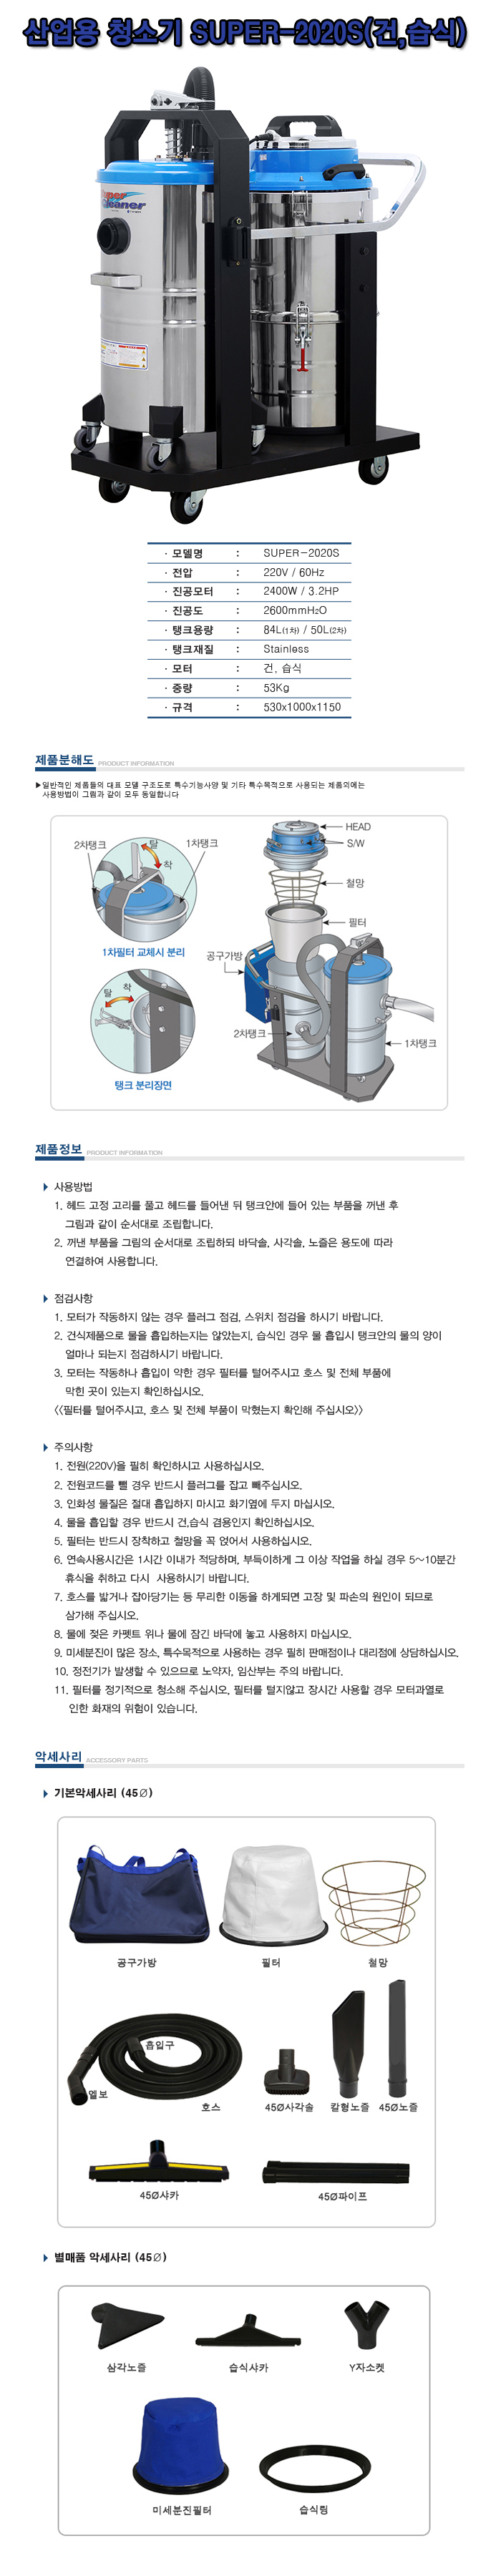 산업용 청소기 SUPER-2020S(건,습식)
Super
Cleaner
· 모델명 : SUPER-2020S
· 전압 : 220V / 60Hz
· 진공모터 : 2400W / 3.2HP
· 진공도 : 2600mmH₂O
· 탱크용량 : 84L(1차) / 50L(2차)
· 탱크재질 : Stainless
· 모터 : 건, 습식
· 중량 : 53Kg
· 규격 : 530x1000x1150
제품분해도 PRODUCT INFORMATION
▶일반적인 제품들의 대표 모델 구조도로 특수기능사양 및 기타 특수목적으로 사용되는 제품외에는
사용방법이 그림과 같이 모두 동일합니다
2차탱크
탈
착
1차탱크
1차필터 교체시 분리
탈
착
탱크 분리장면
HEAD
S/W
철망
필터
공구가방
2차탱크
1차탱크
제품정보 PRODUCT INFORMATION
사용방법
1. 헤드 고정 고리를 풀고 헤드를 들어낸 뒤 탱크안에 들어 있는 부품을 꺼낸 후
그림과 같이 순서대로 조립합니다.
2. 꺼낸 부품을 그림의 순서대로 조립하되 바닥솔, 사각솔, 노즐은 용도에 따라
연결하여 사용합니다.
점검사항
1. 모터가 작동하지 않는 경우 플러그 점검, 스위치 점검을 하시기 바랍니다.
2. 건식제품으로 물을 흡입하는지는 않았는지, 습식인 경우 물 흡입시 탱크안의 물의 양이
얼마나 되는지 점검하시기 바랍니다.
3. 모터는 작동하나 흡입이 약한 경우 필터를 털어주시고 호스 및 전체 부품에
막힌 곳이 있는지 확인하십시오.
<<필터를 털어주시고, 호스 및 전체 부품이 막혔는지 확인해 주십시오>>
주의사항
1. 전원(220V)을 필히 확인하시고 사용하십시오.
2. 전원코드를 뺄 경우 반드시 플러그를 잡고 빼주십시오.
3. 인화성 물질은 절대 흡입하지 마시고 화기옆에 두지 마십시오.
4. 물을 흡입할 경우 반드시 건,습식 겸용인지 확인하십시오.
5. 필터는 반드시 장착하고 철망을 꼭 얹어서 사용하십시오.
6. 연속사용시간은 1시간 이내가 적당하며, 부득이하게 그 이상 작업을 하실 경우 5~10분간
휴식을 취하고 다시 사용하시기 바랍니다.
7. 호스를 밟거나 잡아당기는 등 무리한 이동을 하게되면 고장 및 파손의 원인이 되므로
삼가해 주십시오.
8. 물에 젖은 카펫트 위나 물에 잠긴 바닥에 놓고 사용하지 마십시오.
9. 미세분진이 많은 장소, 특수목적으로 사용하는 경우 필히 판매점이나 대리점에 상담하십시오.
10. 정전기가 발생할 수 있으므로 노약자, 임산부는 주의 바랍니다.
11. 필터를 정기적으로 청소해 주십시오, 필터를 털지않고 장시간 사용할 경우 모터과열로
인한 화재의 위험이 있습니다.
악세사리 ACCESSORY PARTS
기본악세사리 (45∅)
공구가방
필터
철망
흡입구
엘보
호스
45∅사각솔
칼형노즐
45∅노즐
45∅샤카
45∅파이프
별매품 악세사리 (45∅)
삼각노즐
습식샤카
Y자소켓
미세분진필터
습식링